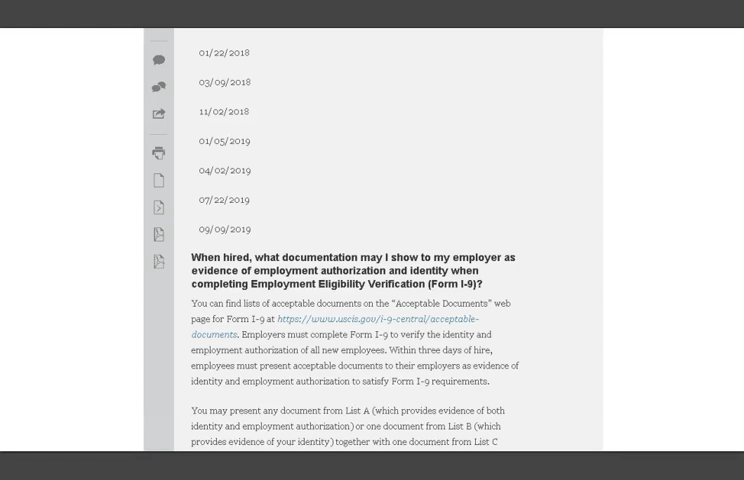 01/22/2018
03/09/2018
11/02/2018
01/05/2019
04/02/2019
07/22/2019
09/09/2019
When hired, what documentation may I show to my employer as
evidence of employment authorization and identity when
completing Employment Eligibility Verification (Form I-9)?
You can find lists of acceptable documents on the “Acceptable Documents” web
page for Form I-9 at https://www.uscis.gov/i-9-central/acceptable-
documents. Employers must complete Form I-9 to verify the identity and
employment authorization of all new employees. Within three days of hire,
employees must present acceptable documents to their employers as evidence of
identity and employment authorization to satisfy Form I-9 requirements.
You may present any document from List A (which provides evidence of both
identity and employment authorization) or one document from List B (which
provides evidence of your identity) together with one document from List C